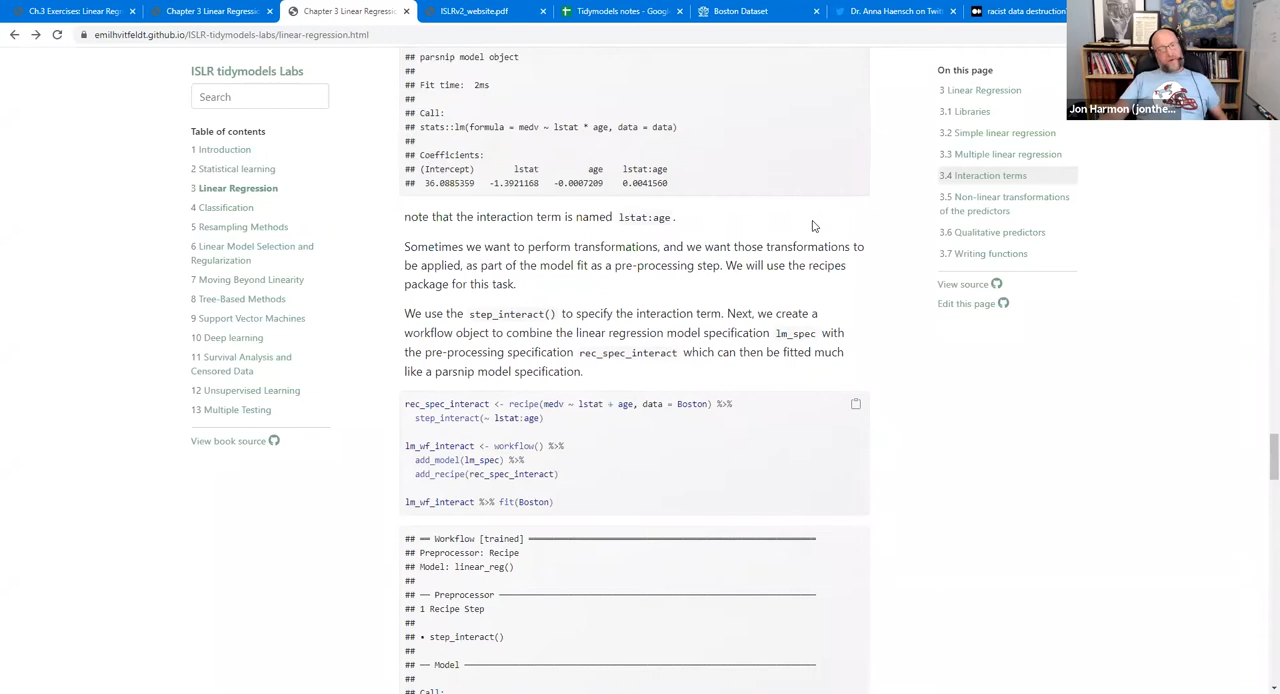 Ch.3 Exercises: Linear Reg
Chapter 3 Linear Regressic
Chapter 3 Linear Regressic
ISLRv2_website.pdf
Tidymodels notes - Googl
Boston Dataset
Dr. Anna Haensch on Twit
racist data destruction
emilhvitfeldt.github.io/ISLR-tidymodels-labs/linear-regression.html
Jon Harmon (jonthe...
ISLR tidymodels Labs
Search
Table of contents
1 Introduction
2 Statistical learning
3 Linear Regression
4 Classification
5 Resampling Methods
6 Linear Model Selection and
Regularization
7 Moving Beyond Linearity
8 Tree-Based Methods
9 Support Vector Machines
10 Deep learning
11 Survival Analysis and
Censored Data
12 Unsupervised Learning
13 Multiple Testing
View book source
## parsnip model object
##
## Fit time:  2ms
##
## Call:
## stats::lm(formula = medv ~ lstat * age, data = data)
##
## Coefficients:
## (Intercept)        lstat          age    lstat:age
##  36.0885359   -1.3921168   -0.0007209    0.0041560
note that the interaction term is named lstat:age.
Sometimes we want to perform transformations, and we want those transformations to
be applied, as part of the model fit as a pre-processing step. We will use the recipes
package for this task.
We use the step_interact() to specify the interaction term. Next, we create a
workflow object to combine the linear regression model specification lm_spec with
the pre-processing specification rec_spec_interact which can then be fitted much
like a parsnip model specification.
rec_spec_interact <- recipe(medv ~ lstat + age, data = Boston) %>%
step_interact(~ lstat:age)
lm_wf_interact <- workflow() %>%
add_model(lm_spec) %>%
add_recipe(rec_spec_interact)
lm_wf_interact %>% fit(Boston)
## ══ Workflow [trained] ══════════════════════════════
## Preprocessor: Recipe
## Model: linear_reg()
##
## ── Preprocessor ──────────────────────────────
## 1 Recipe Step
##
## • step_interact()
##
## ── Model ──────────────────────────────
##
## Call:
On this page
3 Linear Regression
3.1 Libraries
3.2 Simple linear regression
3.3 Multiple linear regression
3.4 Interaction terms
3.5 Non-linear transformations
of the predictors
3.6 Qualitative predictors
3.7 Writing functions
View source
Edit this page